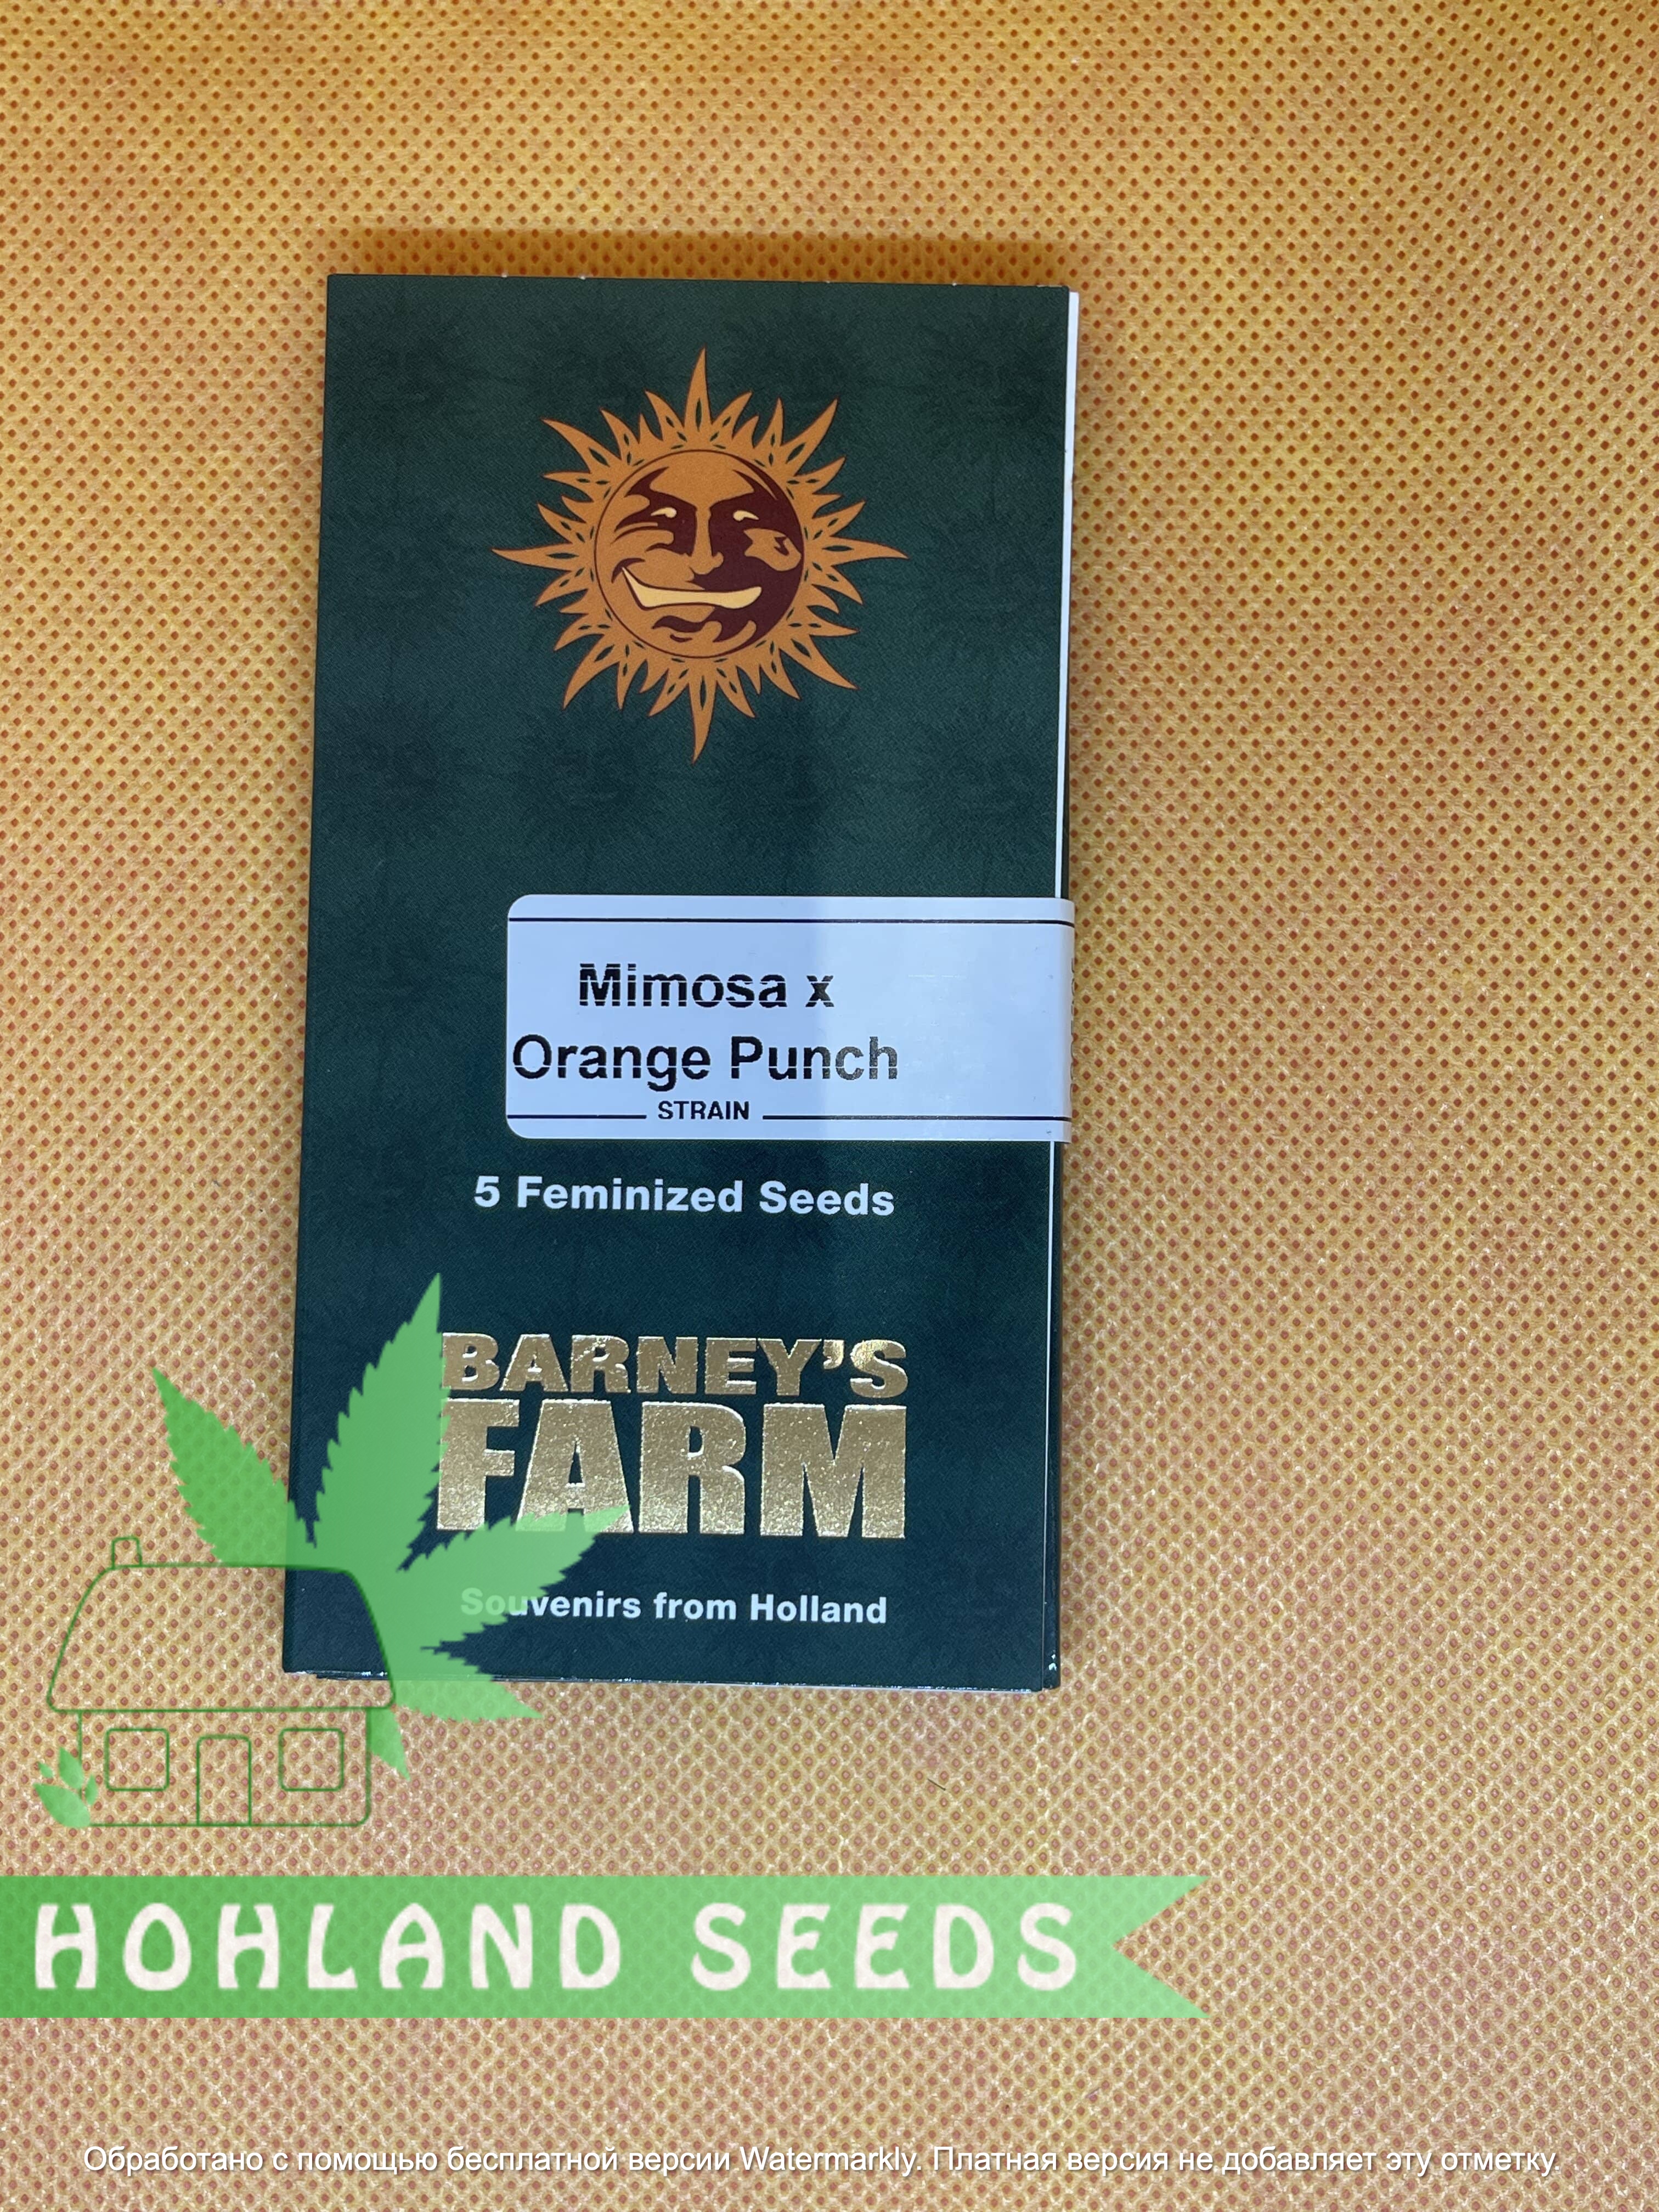 Mimosa x
Orange Punch
STRAIN
5 Feminized Seeds
BARNEY'S
FARM
Souvenirs from Holland
HOHLAND SEEDS
Обработано с помощью бесплатной версии Watermarkly. Платная версия не добавляет эту отметку.